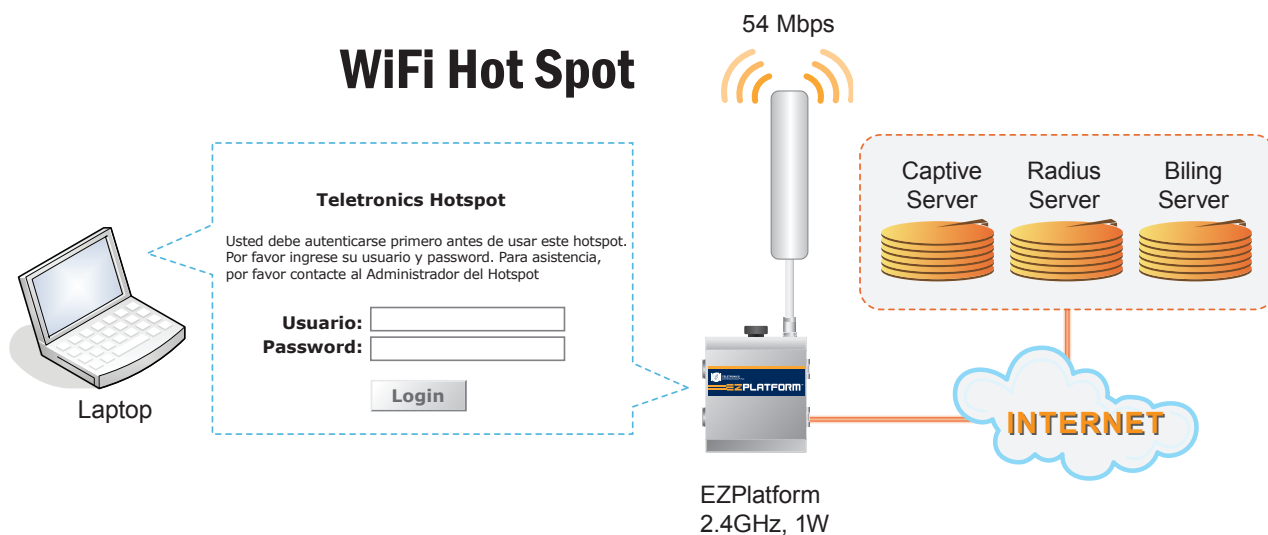 54 Mbps
WiFi Hot Spot
Captive
Server
Radius
Server
Biling
Server
Teletronics Hotspot
Usted debe autenticarse primero antes de usar este hotspot.
Por favor ingrese su usuario y password. Para asistencia,
por favor contacte al Administrador del Hotspot
Usuario:
Password:
Login
Laptop
TELETRONICS
EZPLATFORM
INTERNET
EZPlatform
2.4GHz, 1W